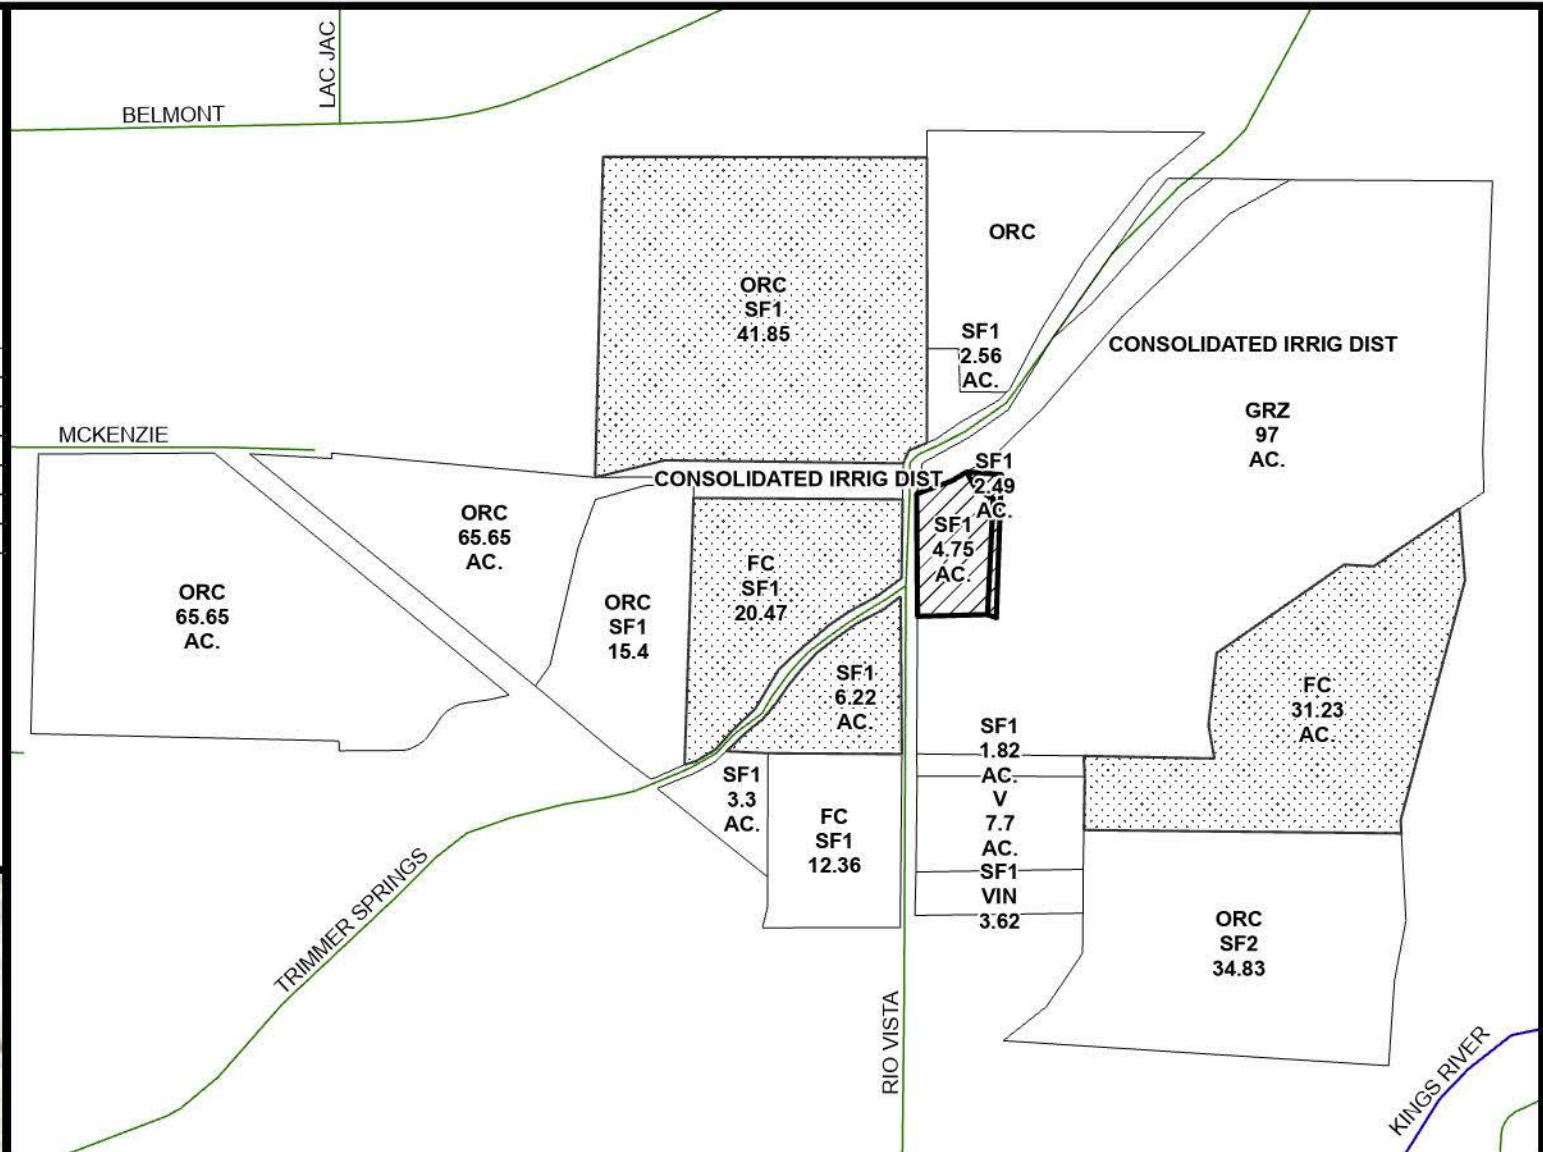 LAC JAC
BELMONT
ORC
ORC
SF1
41.85
SF1
2.56
AC.
CONSOLIDATED IRRIG DIST
GRZ
97
AC.
MCKENZIE
CONSOLIDATED IRRIG DIST
SF1
2.49
AC.
SF1
4.75
AC.
ORC
65.65
AC.
ORC
65.65
AC.
ORC
SF1
15.4
FC
SF1
20.47
SF1
6.22
AC.
FC
31.23
AC.
SF1
1.82
AC.
V
7.7
AC.
SF1
VIN
3.62
SF1
3.3
AC.
FC
SF1
12.36
TRIMMER SPRINGS
ORC
SF2
34.83
RIO VISTA
KINGS RIVER